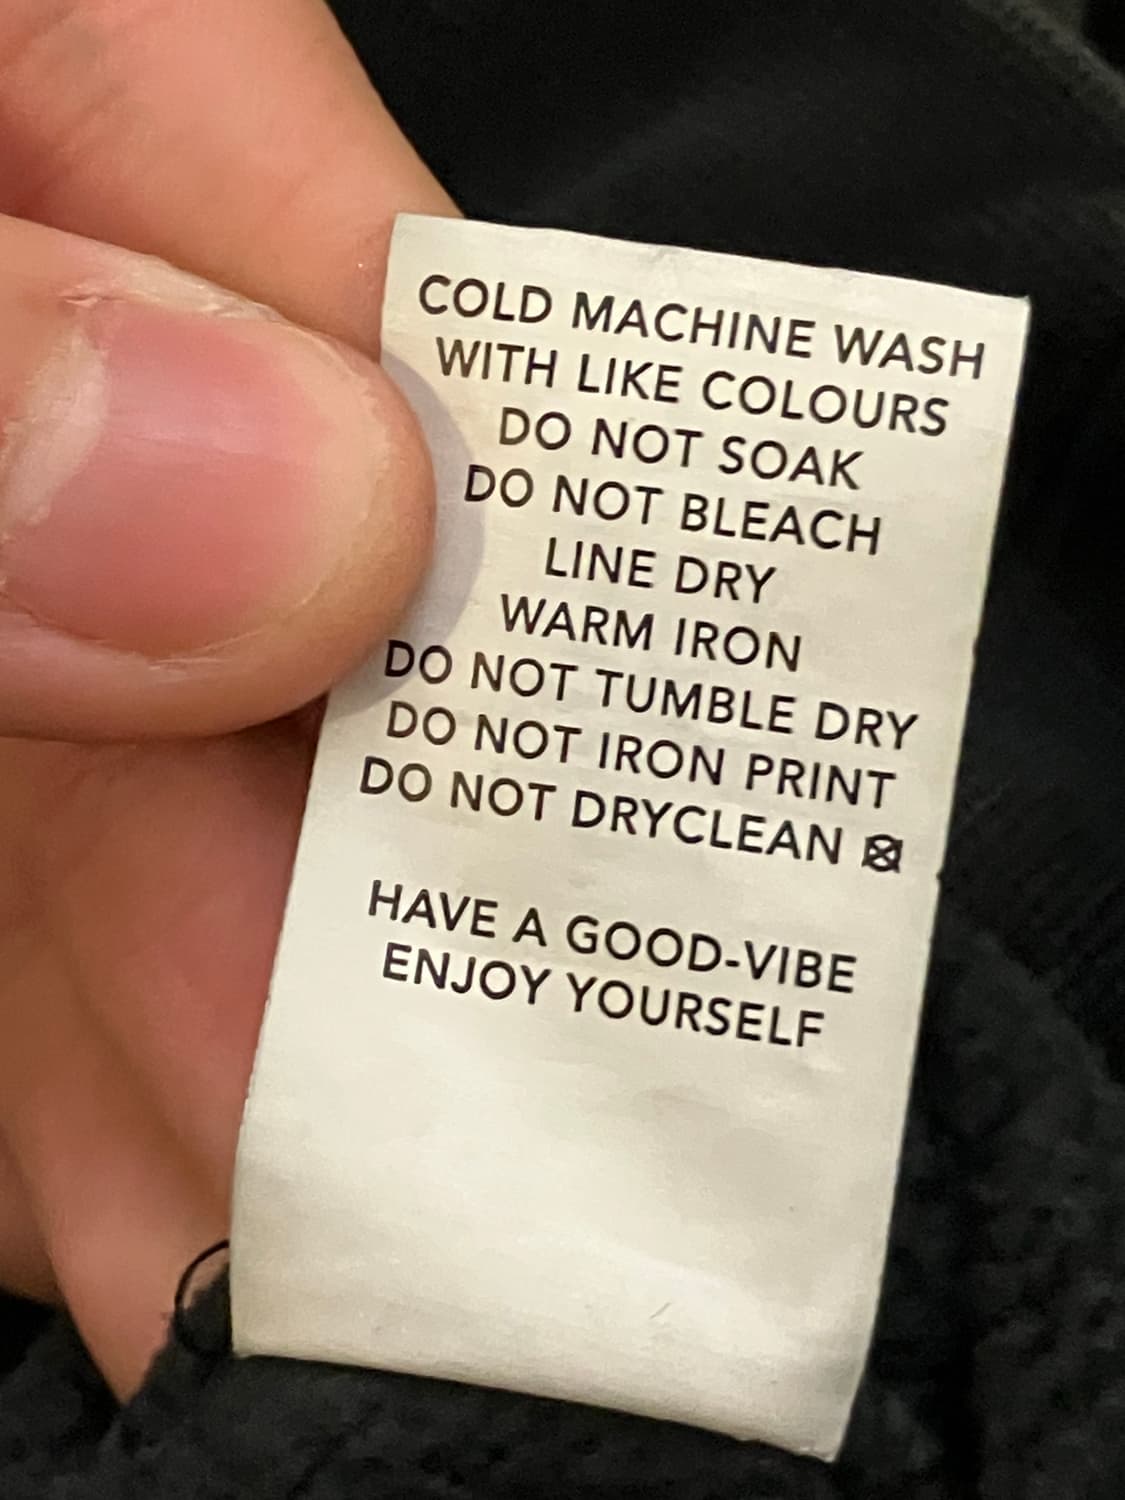 COLD MACHINE WASH
WITH LIKE COLOURS
DO NOT SOAK
DO NOT BLEACH
LINE DRY
WARM IRON
DO NOT TUMBLE DRY
DO NOT IRON PRINT
DO NOT DRYCLEAN
HAVE A GOOD-VIBE
ENJOY YOURSELF